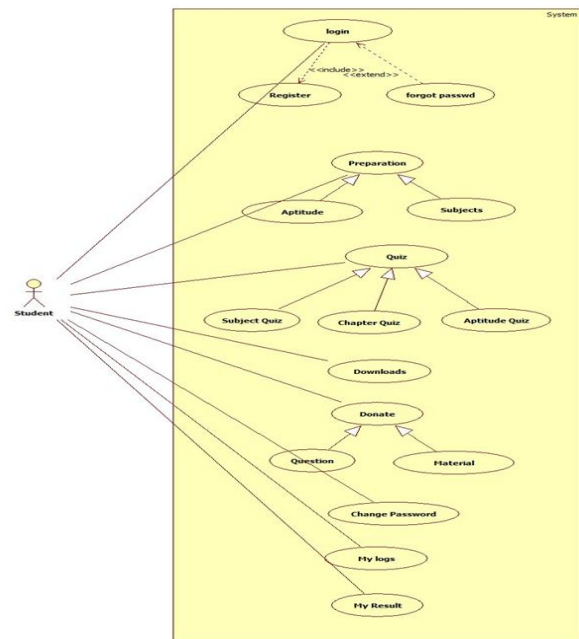 System
login
<<include>>
<<extend>>
Register
forgot passwd
Preparation
Aptitude
Subjects
Quiz
Student
Subject Quiz
Chapter Quiz
Aptitude Quiz
Downloads
Donate
Question
Material
Change Password
My logs
My Result